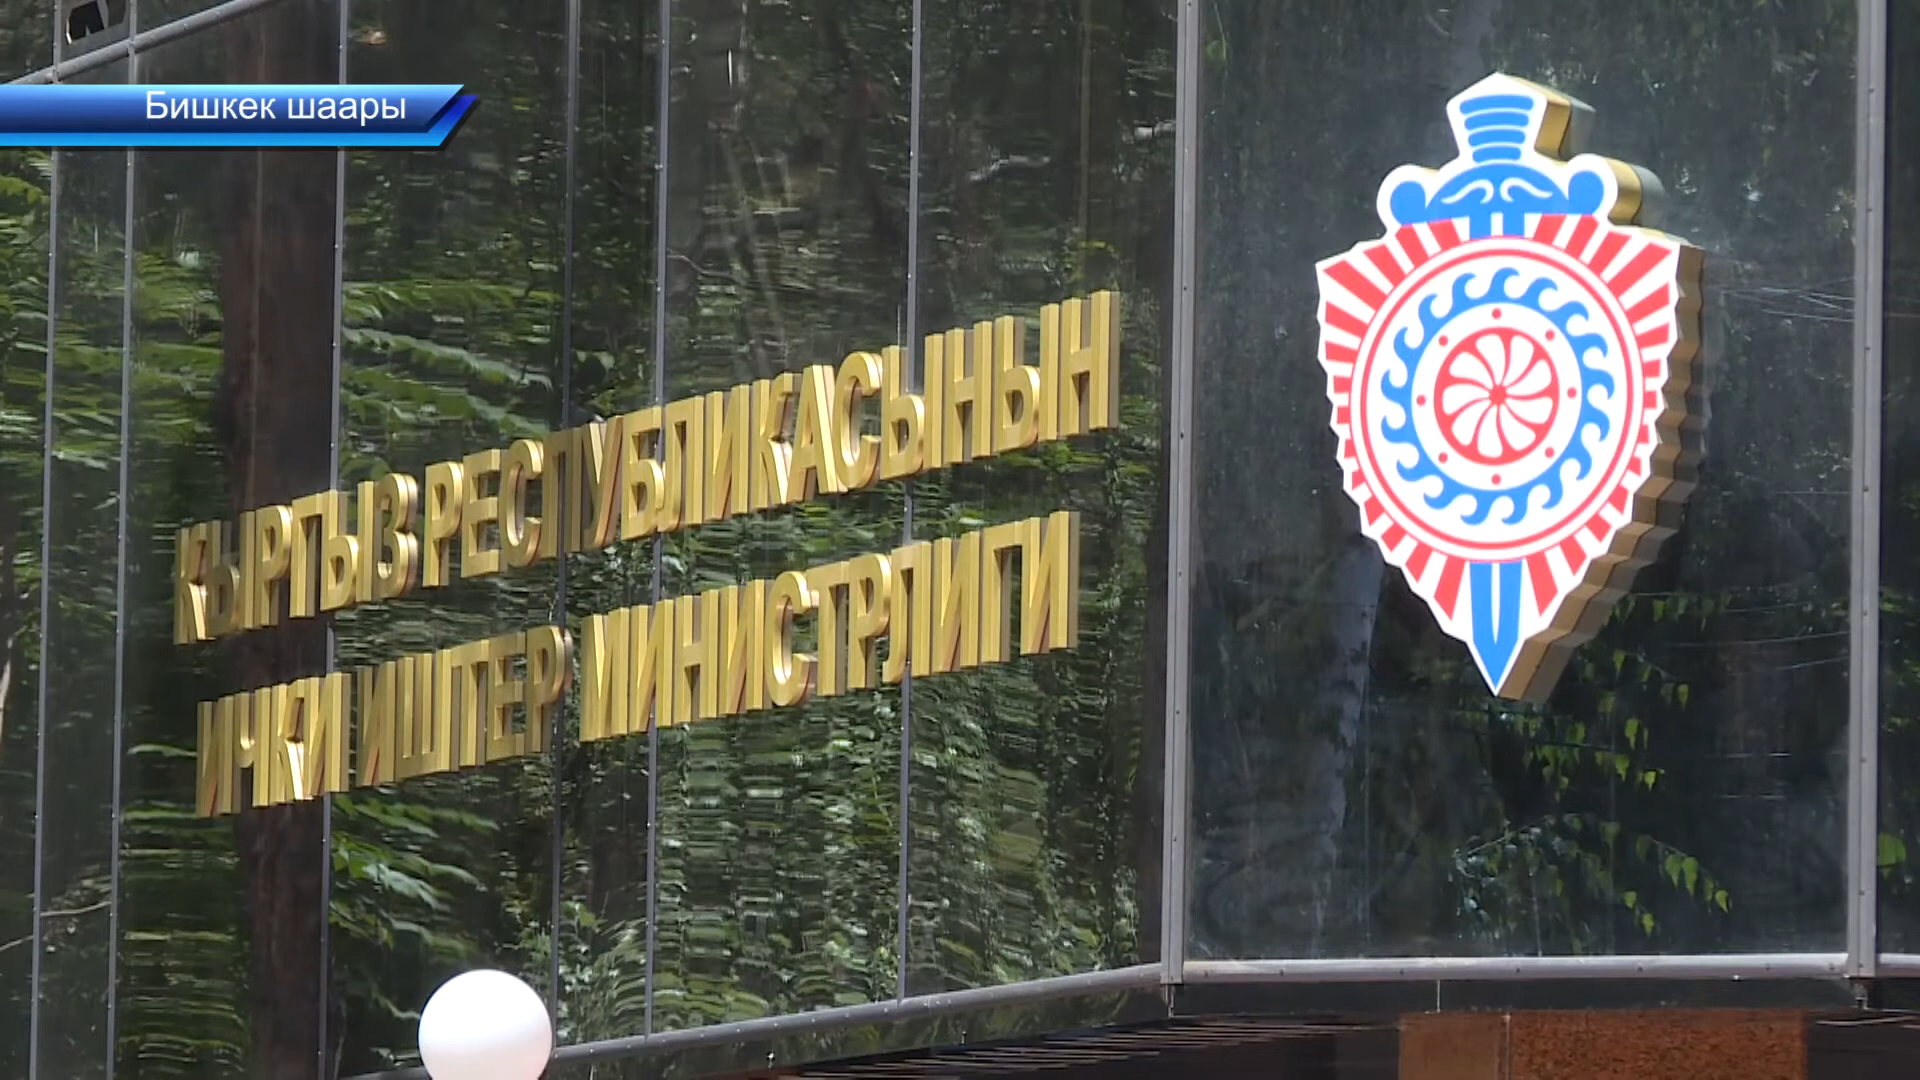 Бишкек шаары
КЫРГЫЗ РЕСПУБЛИКАСЫНЫН
ИЧКИ ИШТЕР МИНИСТРЛИГИ